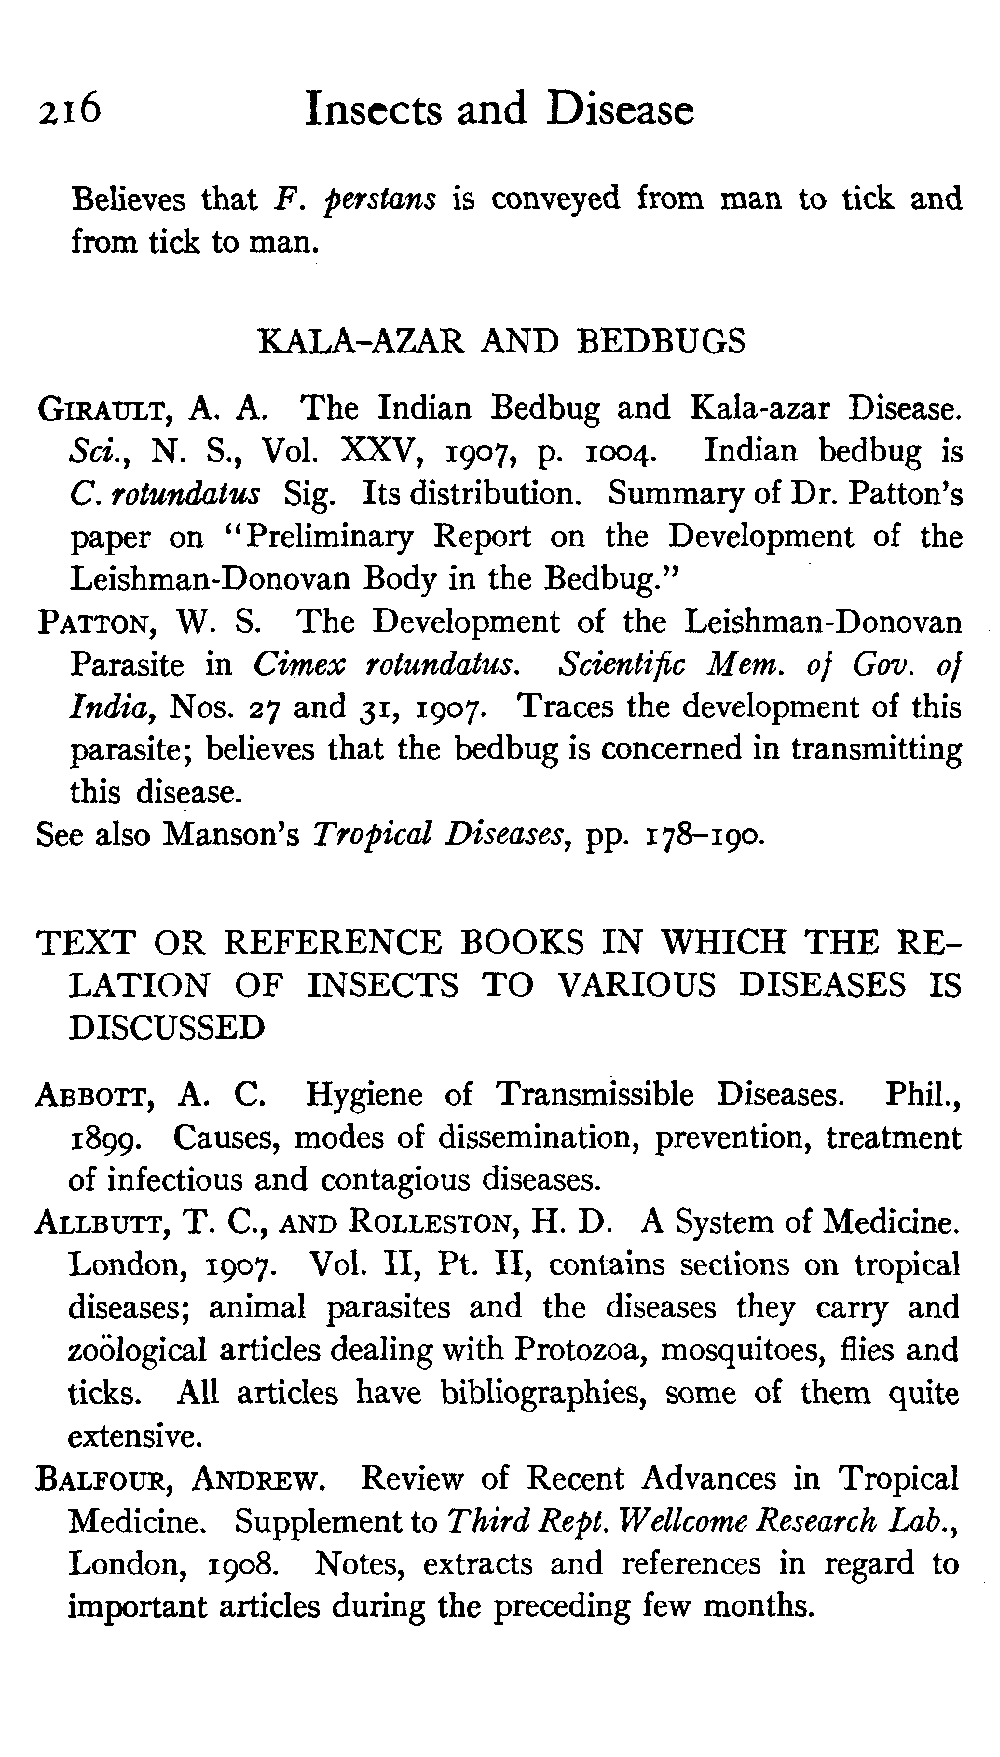 216 Insects and Disease
Believes that F. perstans is conveyed from man to tick and
from tick to man.
KALA-AZAR AND BEDBUGS
GIRAULT, A. A. The Indian Bedbug and Kala-azar Disease.
Sci., N. S., Vol. XXV, 1907, p. 1004. Indian bedbug is
C. rotundatus Sig. Its distribution. Summary of Dr. Patton's
paper on "Preliminary Report on the Development of the
Leishman-Donovan Body in the Bedbug."
PATTON, W. S. The Development of the Leishman-Donovan
Parasite in Cimex rotundatus. Scientific Mem. of Gov. of
India, Nos. 27 and 31, 1907. Traces the development of this
parasite; believes that the bedbug is concerned in transmitting
this disease.
See also Manson's Tropical Diseases, pp. 178–190.
TEXT OR REFERENCE BOOKS IN WHICH THE RE-
LATION OF INSECTS TO VARIOUS DISEASES IS
DISCUSSED
ABBOTT, A. C. Hygiene of Transmissible Diseases. Phil.,
1899. Causes, modes of dissemination, prevention, treatment
of infectious and contagious diseases.
ALLBUTT, T. C., AND ROLLESTON, H. D. A System of Medicine.
London, 1907. Vol. II, Pt. II, contains sections on tropical
diseases; animal parasites and the diseases they carry and
zoölogical articles dealing with Protozoa, mosquitoes, flies and
ticks. All articles have bibliographies, some of them quite
extensive.
BALFOUR, ANDREW. Review of Recent Advances in Tropical
Medicine. Supplement to Third Rept. Wellcome Research Lab.,
London, 1908. Notes, extracts and references in regard to
important articles during the preceding few months.